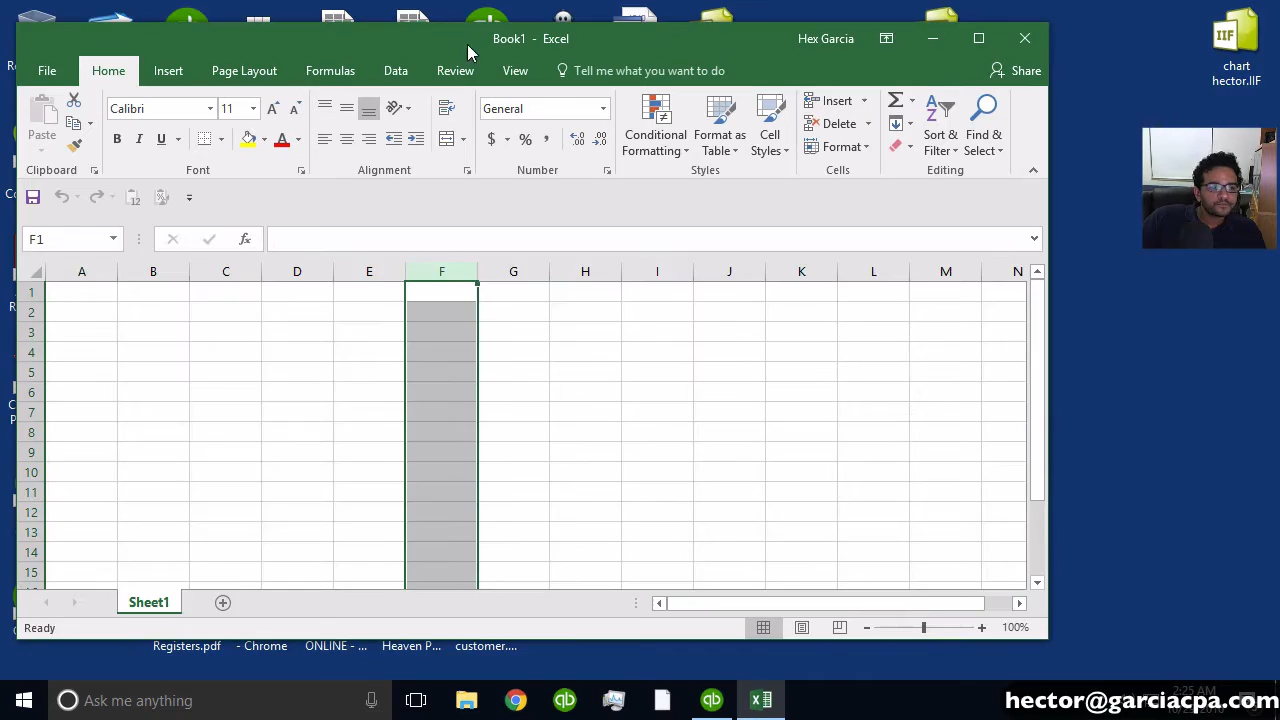 Book1 - Excel
Hex Garcia
File Home Insert Page Layout Formulas Data Review View Tell me what you want to do Share
Calibri 11 General
Paste
B I U A $ % ,
Conditional Formatting
Format as Table
Cell Styles
Insert
Delete
Format
Σ
Sort & Filter
Find & Select
Clipboard Font Alignment Number Styles Cells Editing
12
F1 fx
A B C D E F G H I J K L M N
1
2
3
4
5
6
7
8
9
10
11
12
13
14
15
Sheet1
Ready 100%
chart
hector.IIF
IIF
Registers.pdf - Chrome ONLINE - ... Heaven P... customer....
Ask me anything
2:25 AM
hector@garciacpa.com